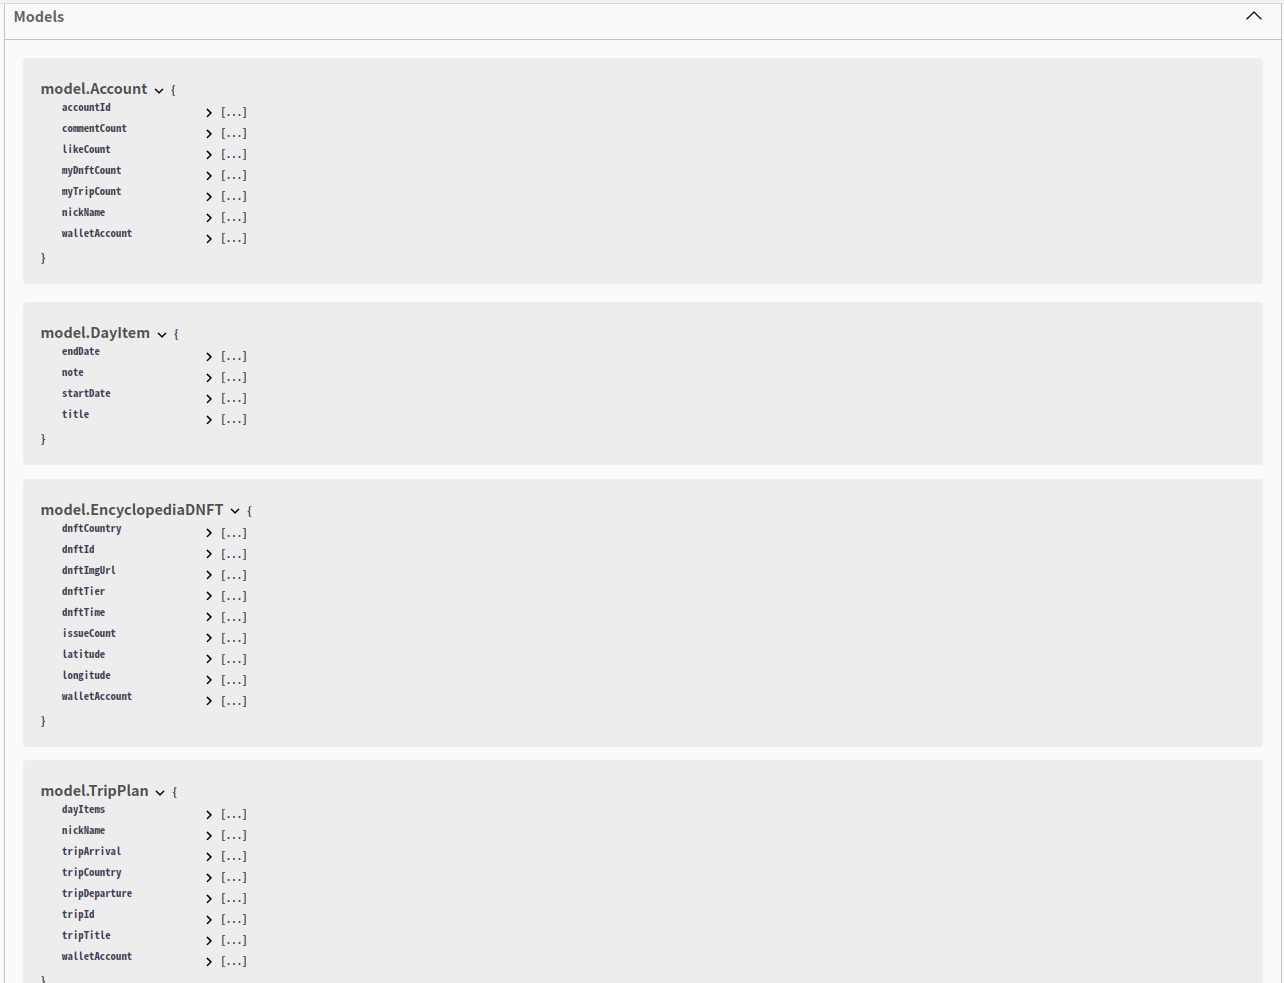 Models
model.Account {
accountId [...]
commentCount [...]
likeCount [...]
myDnftCount [...]
myTripCount [...]
nickName [...]
walletAccount [...]
}
model.DayItem {
endDate [...]
note [...]
startDate [...]
title [...]
}
model.EncyclopediaDNFT {
dnftCountry [...]
dnftId [...]
dnftImgUrl [...]
dnftTier [...]
dnftTime [...]
issueCount [...]
latitude [...]
longitude [...]
walletAccount [...]
}
model.TripPlan {
dayItems [...]
nickName [...]
tripArrival [...]
tripCountry [...]
tripDeparture [...]
tripId [...]
tripTitle [...]
walletAccount [...]
}